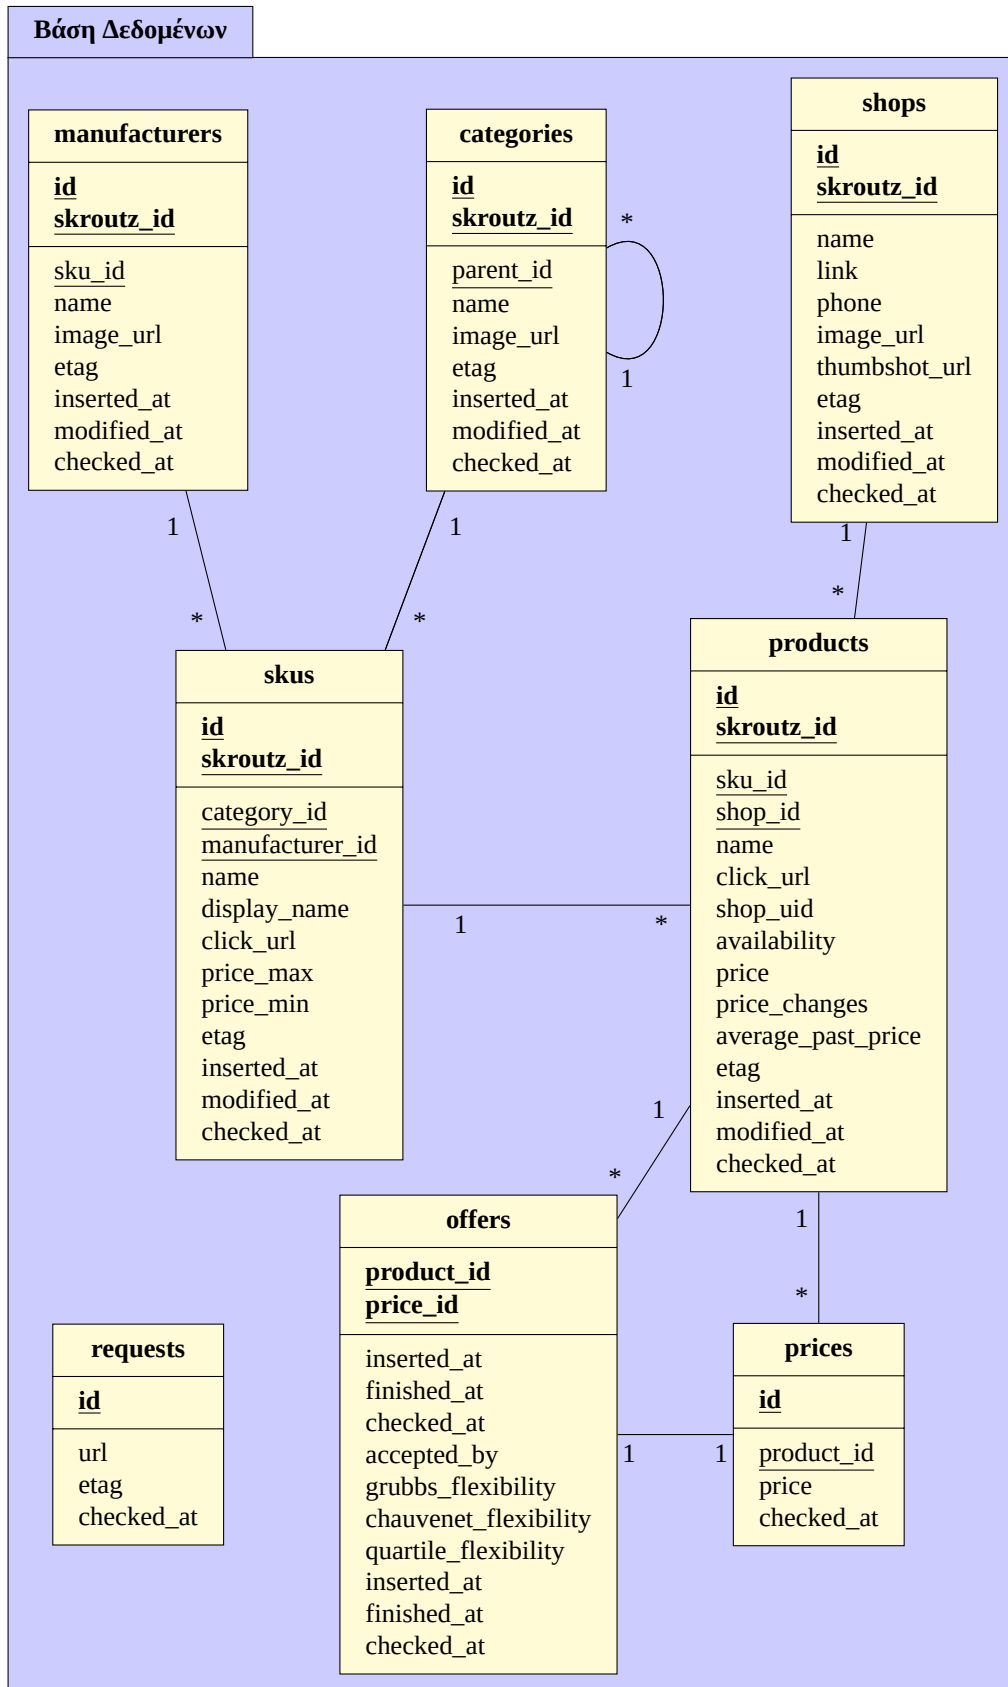 Βάση Δεδομένων
manufacturers
id
skroutz_id
sku_id
name
image_url
etag
inserted_at
modified_at
checked_at
categories
id
skroutz_id
parent_id
name
image_url
etag
inserted_at
modified_at
checked_at
*
1
shops
id
skroutz_id
name
link
phone
image_url
thumbshot_url
etag
inserted_at
modified_at
checked_at
1
*
1
*
1
*
skus
id
skroutz_id
category_id
manufacturer_id
name
display_name
click_url
price_max
price_min
etag
inserted_at
modified_at
checked_at
1
*
products
id
skroutz_id
sku_id
shop_id
name
click_url
shop_uid
availability
price
price_changes
average_past_price
etag
inserted_at
modified_at
checked_at
1
*
1
*
offers
product_id
price_id
inserted_at
finished_at
checked_at
accepted_by
grubbs_flexibility
chauvenet_flexibility
quartile_flexibility
inserted_at
finished_at
checked_at
1
1
requests
id
url
etag
checked_at
prices
id
product_id
price
checked_at